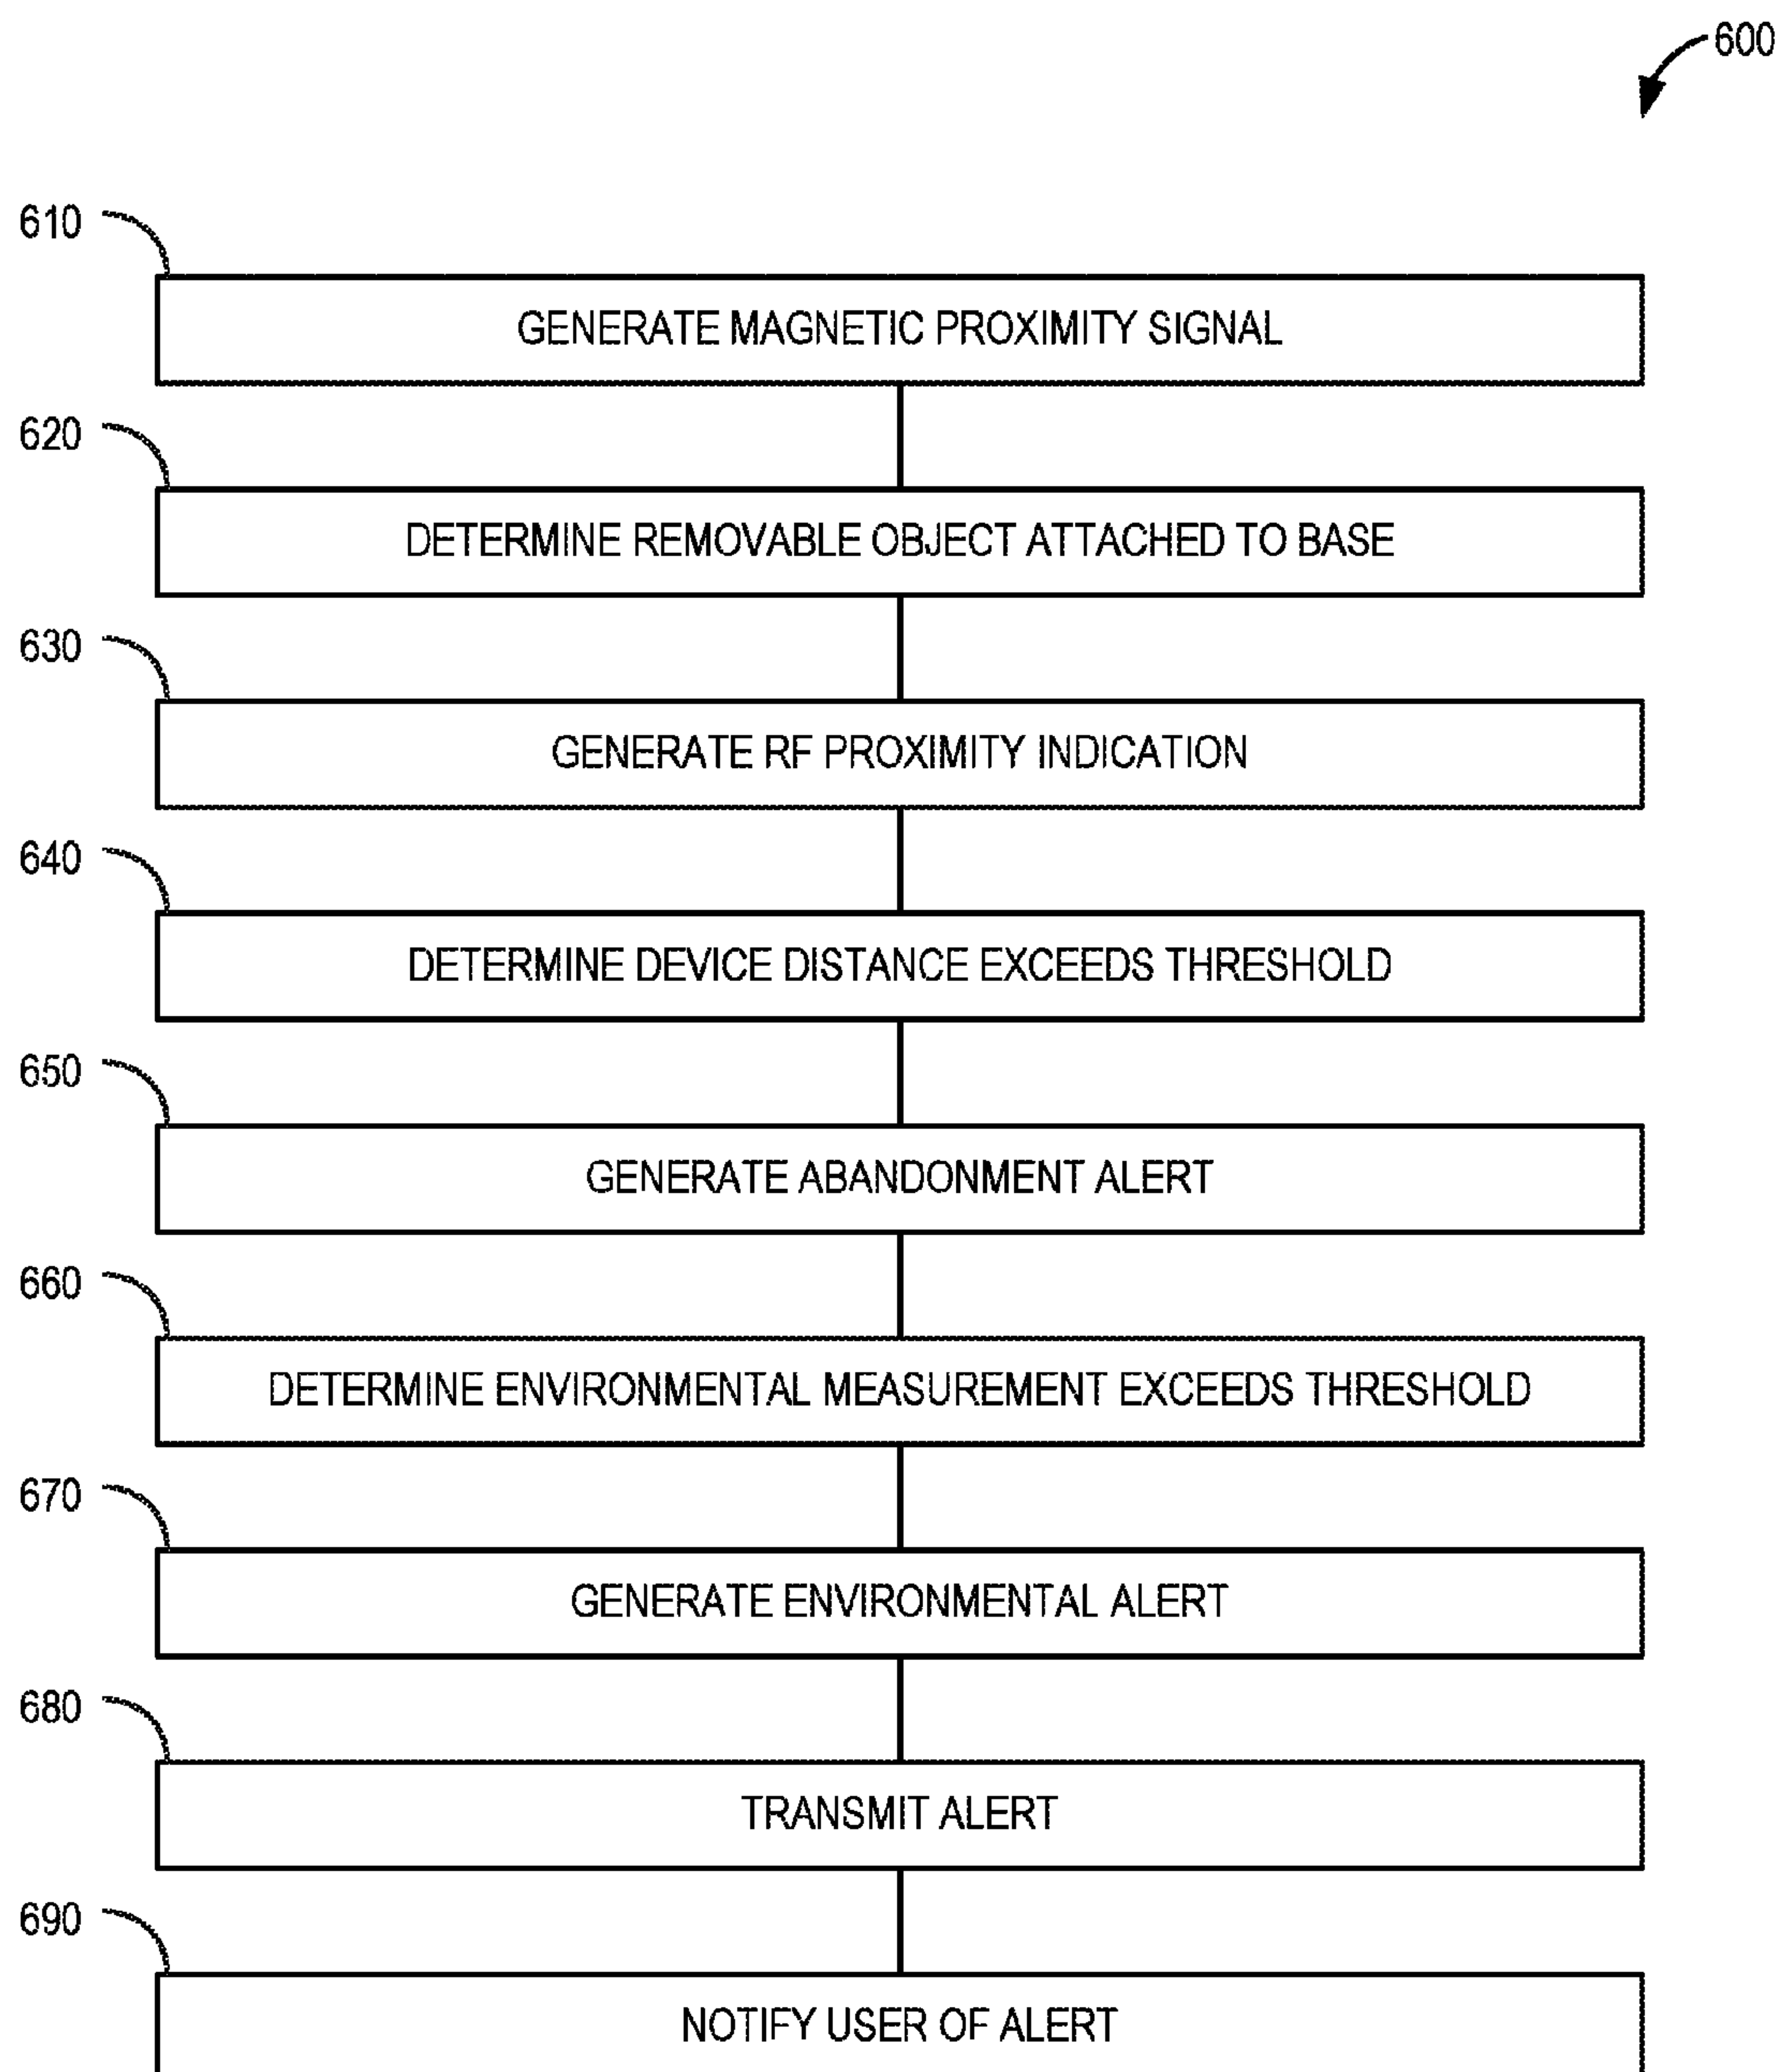 600
610
GENERATE MAGNETIC PROXIMITY SIGNAL
620
DETERMINE REMOVABLE OBJECT ATTACHED TO BASE
630
GENERATE RF PROXIMITY INDICATION
640
DETERMINE DEVICE DISTANCE EXCEEDS THRESHOLD
650
GENERATE ABANDONMENT ALERT
660
DETERMINE ENVIRONMENTAL MEASUREMENT EXCEEDS THRESHOLD
670
GENERATE ENVIRONMENTAL ALERT
680
TRANSMIT ALERT
690
NOTIFY USER OF ALERT